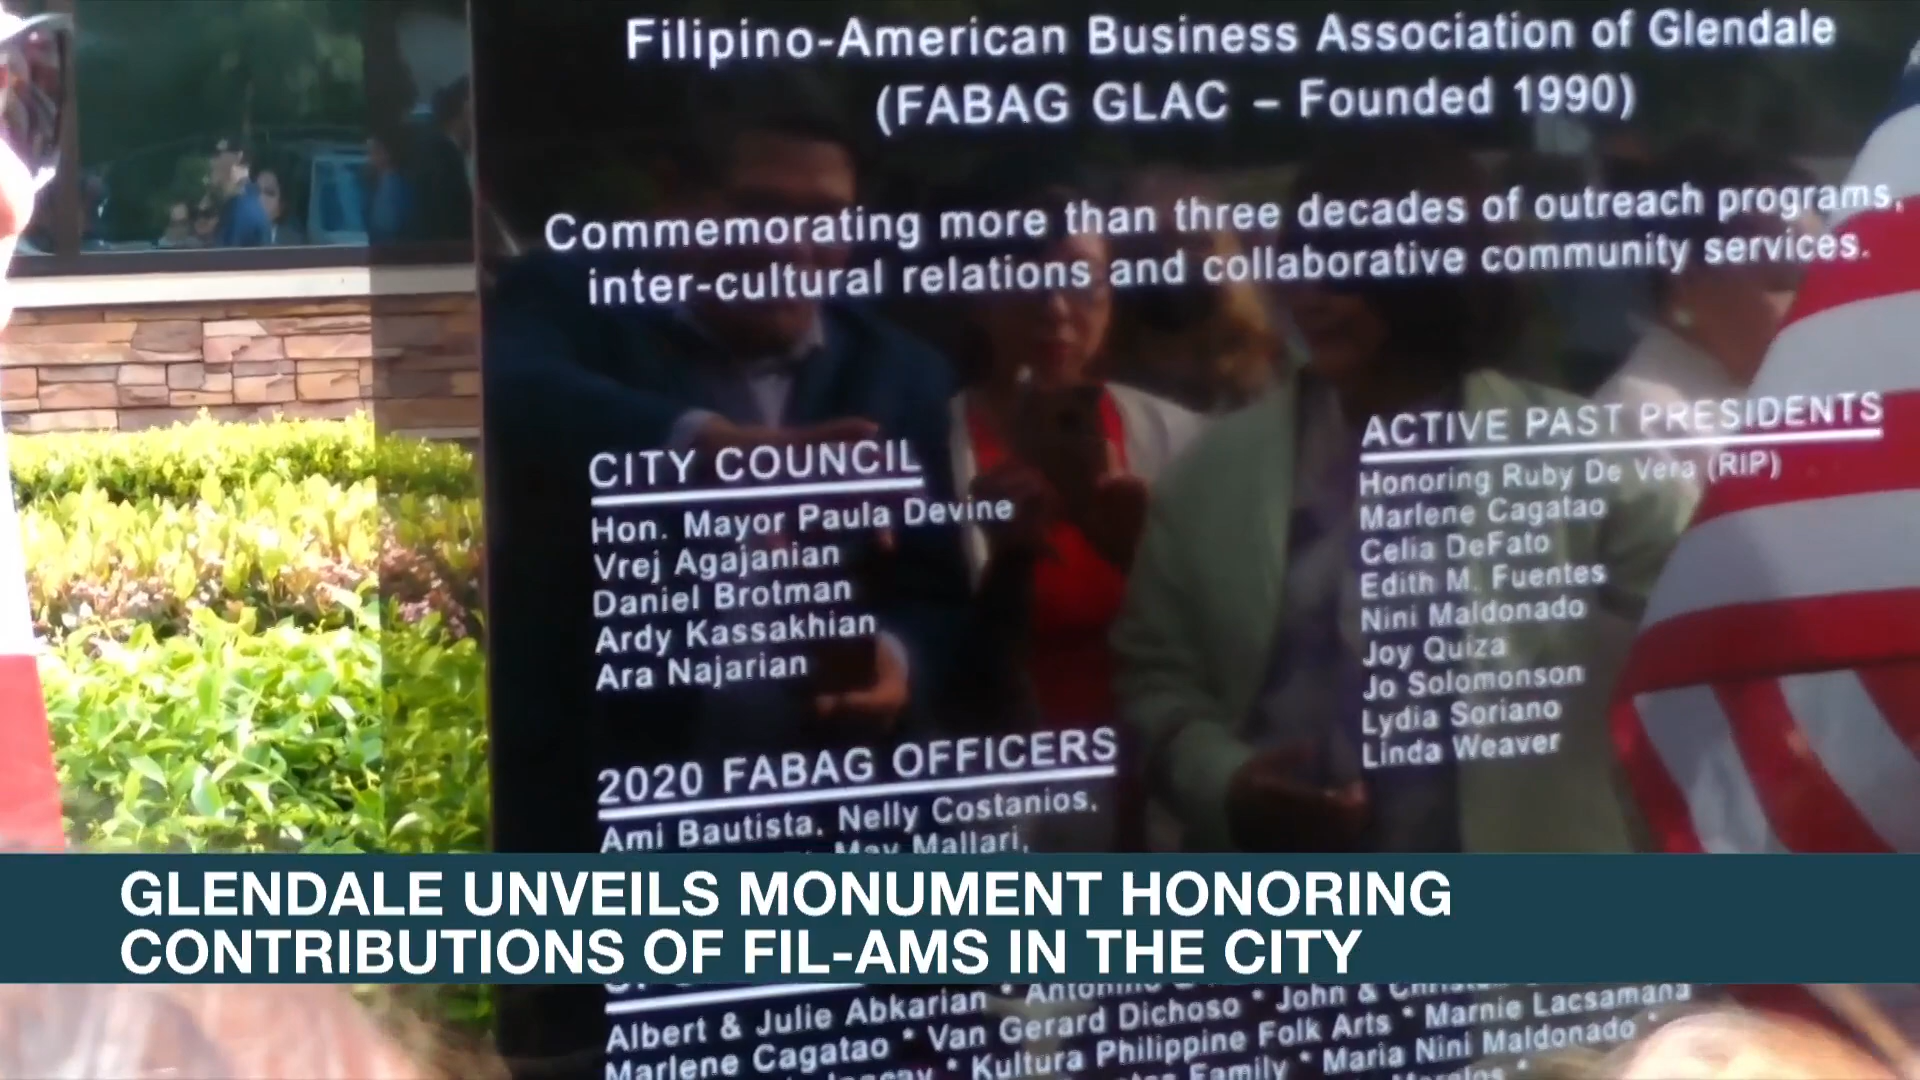 Filipino-American Business Association of Glendale
(FABAG GLAC – Founded 1990)
Commemorating more than three decades of outreach programs,
inter-cultural relations and collaborative community services.
CITY COUNCIL
Hon. Mayor Paula Devine
Vrej Agajanian
Daniel Brotman
Ardy Kassakhian
Ara Najarian
ACTIVE PAST PRESIDENTS
Honoring Ruby De Vera (RIP)
Marlene Cagatao
Celia DeFato
Edith M. Fuentes
Nini Maldonado
Joy Quiza
Jo Solomonson
Lydia Soriano
Linda Weaver
2020 FABAG OFFICERS
Ami Bautista, Nelly Costanios,
May Mallari,
GLENDALE UNVEILS MONUMENT HONORING
CONTRIBUTIONS OF FIL-AMS IN THE CITY
Albert & Julie Abkarian * Antonino
Marlene Cagatao * Van Gerard Dichoso * John &
* Kultura Philippine Folk Arts * Marnie Lacsamana
Family * Maria Nini Maldonado *